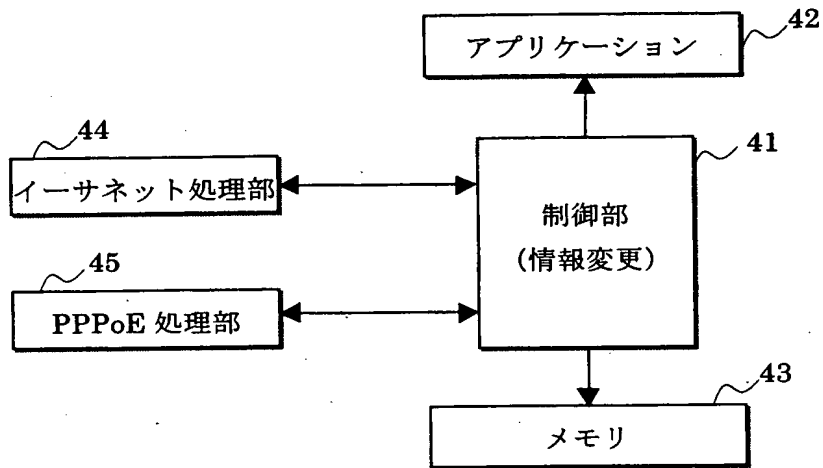 42
アプリケーション
44
イーサネット処理部
41
制御部
(情報変更)
45
PPPoE 処理部
43
メモリ